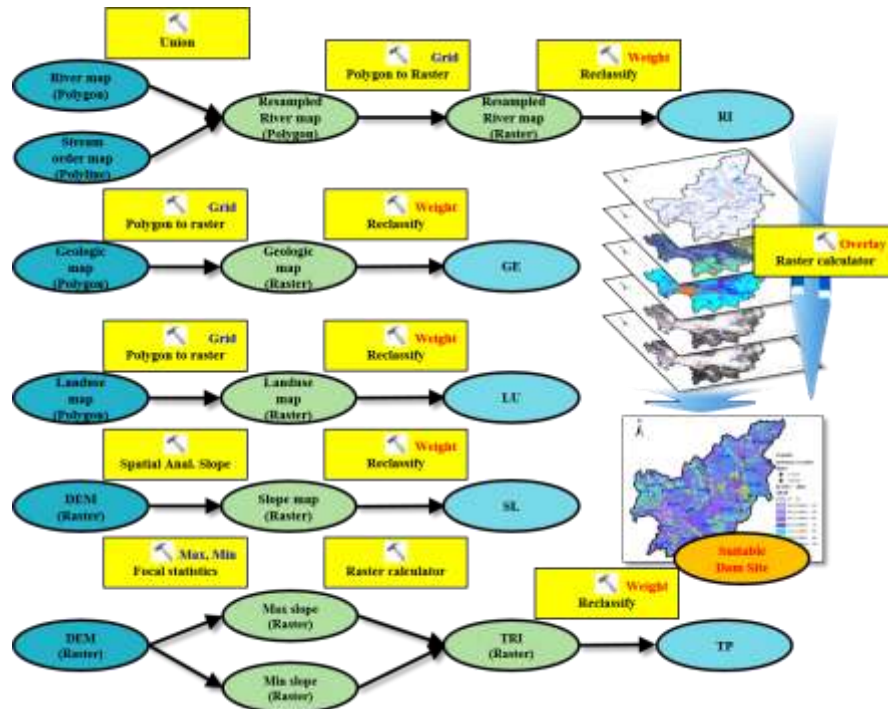 Union
Grid
Polygon to Raster
Weight
Reclassify
River map
(Polygon)
Stream
order map
(Polyline)
Resampled
River map
(Polygon)
Resampled
River map
(Raster)
RI
Grid
Polygon to raster
Weight
Reclassify
Geologic
map
(Polygon)
Geologic
map
(Raster)
GE
Overlay
Raster calculator
Grid
Polygon to raster
Weight
Reclassify
Landuse
map
(Polygon)
Landuse
map
(Raster)
LU
Spatial Anal. Slope
Weight
Reclassify
DEM
(Raster)
Slope map
(Raster)
SL
Suitable
Dam Site
Max, Min
Focal statistics
Raster calculator
Weight
Reclassify
DEM
(Raster)
Max slope
(Raster)
Min slope
(Raster)
TRI
(Raster)
TP